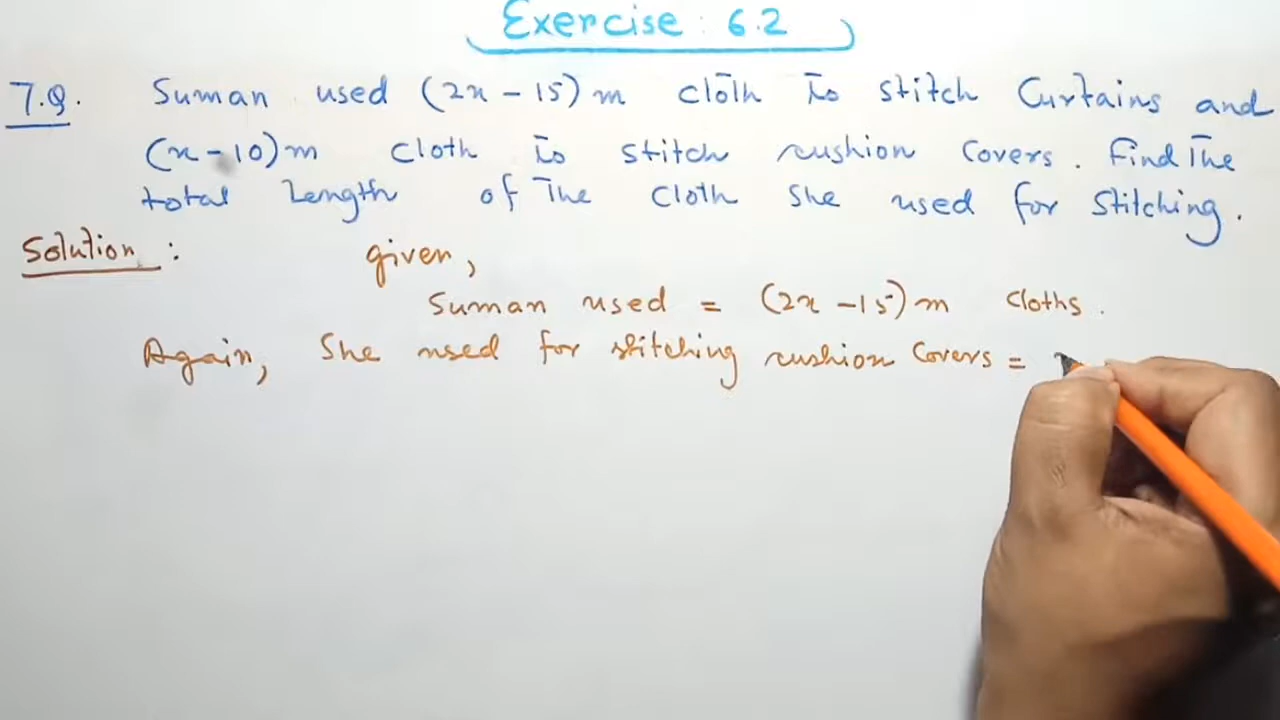 Exercise : 6.2
7.Q. Suman used (2x - 15) m cloth to stitch Curtains and
(x - 10) m cloth to stitch cushion covers. Find the
total length of the cloth she used for stitching.
Solution : given,
Suman used = (2x - 15) m cloths.
Again, She used for stitching cushion covers =